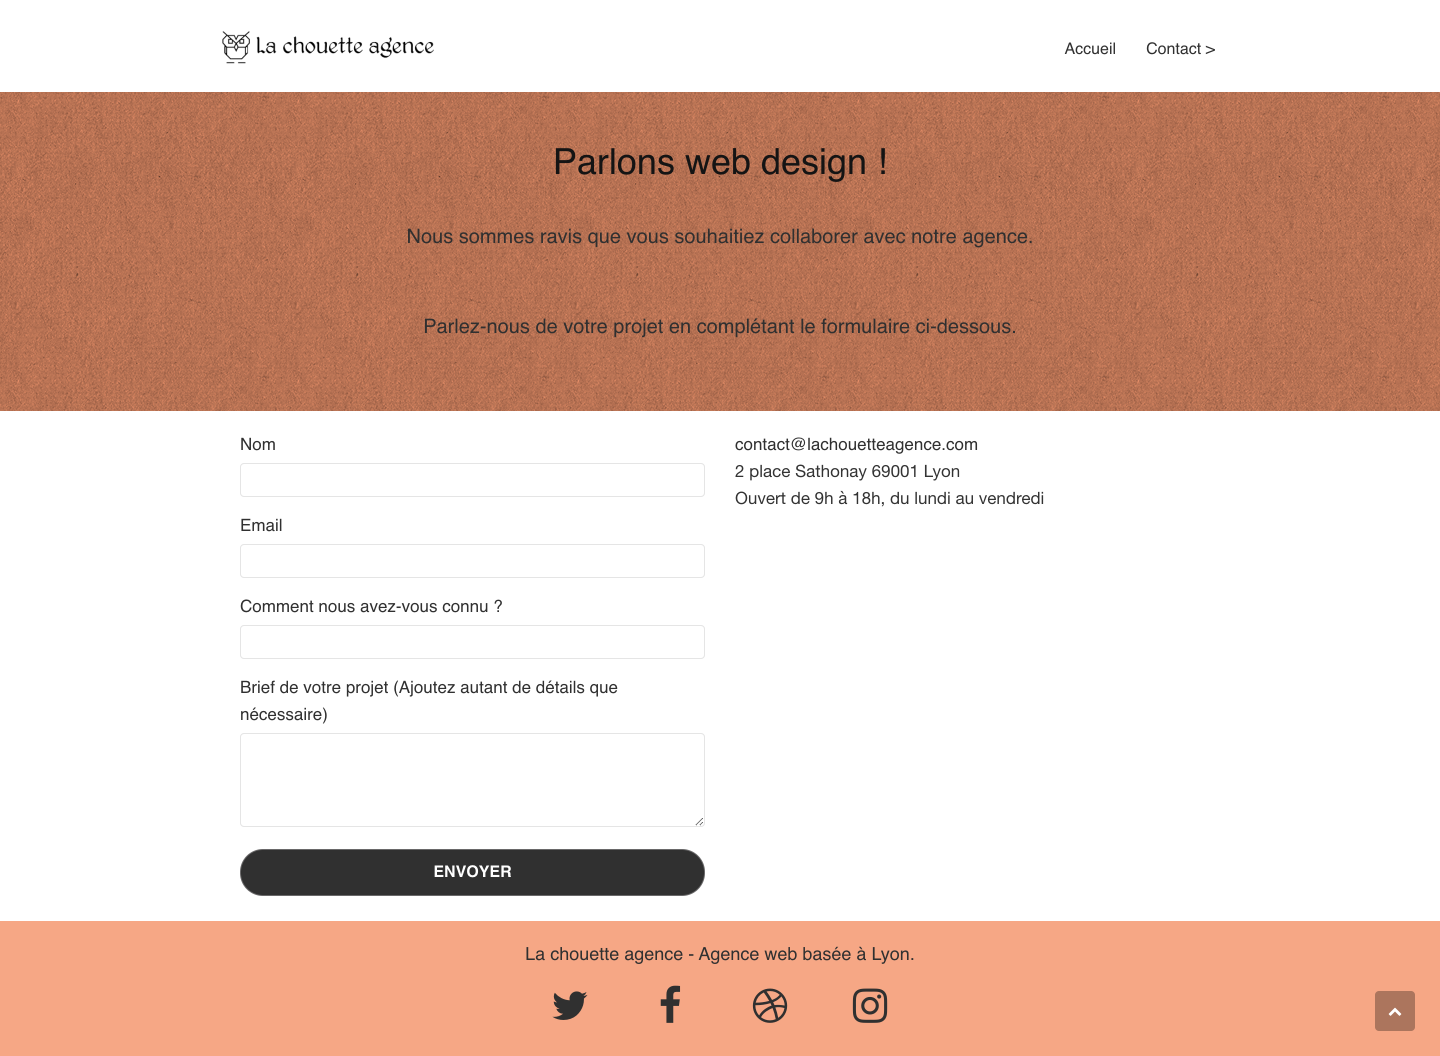 La chouette agence
Accueil
Contact >
Parlons web design !
Nous sommes ravis que vous souhaitiez collaborer avec notre agence.
Parlez-nous de votre projet en complétant le formulaire ci-dessous.
Nom
Email
Comment nous avez-vous connu ?
Brief de votre projet (Ajoutez autant de détails que
nécessaire)
ENVOYER
contact@lachouetteagence.com
2 place Sathonay 69001 Lyon
Ouvert de 9h à 18h, du lundi au vendredi
La chouette agence - Agence web basée à Lyon.